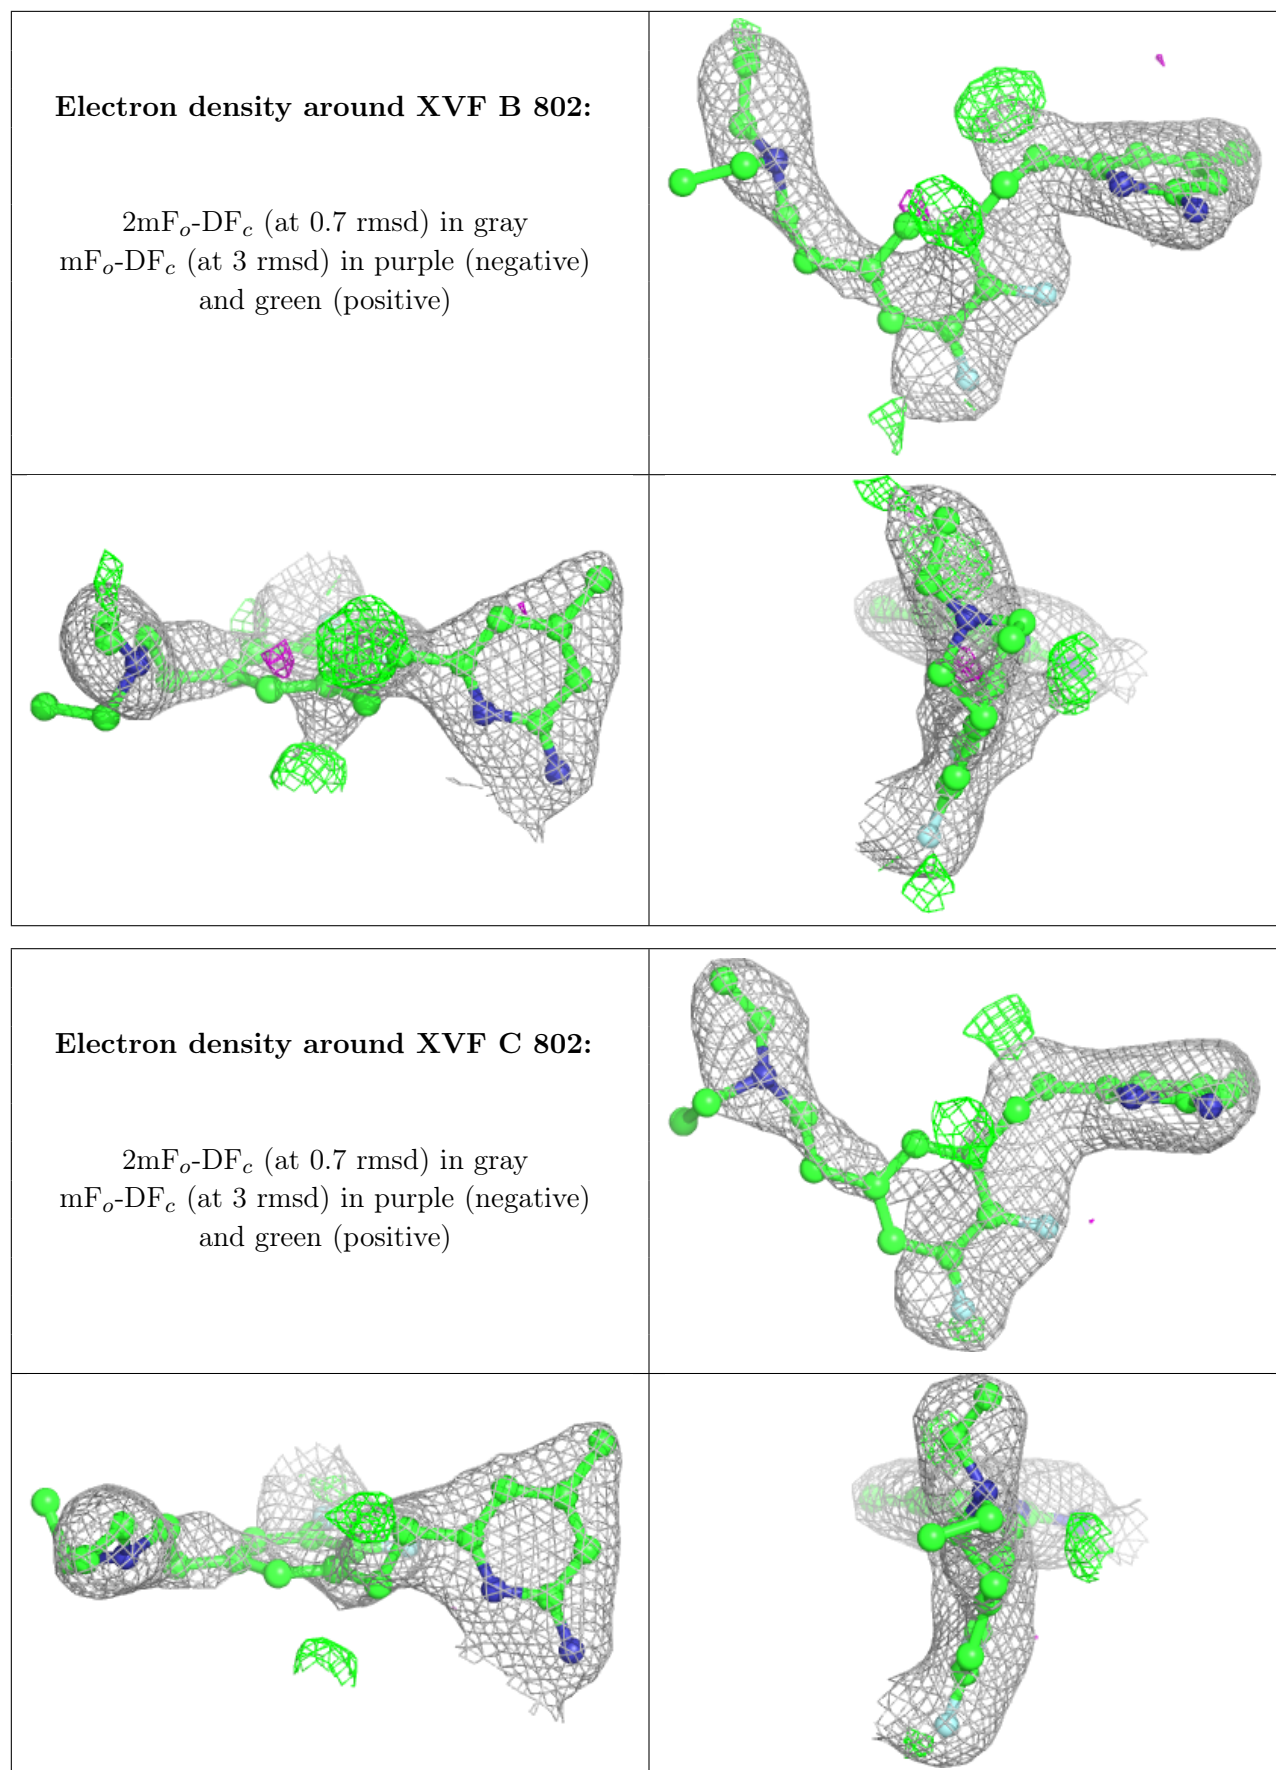 Electron density around XVF B 802:
2mFo-DFc (at 0.7 rmsd) in gray
mFo-DFc (at 3 rmsd) in purple (negative)
and green (positive)
Electron density around XVF C 802:
2mFo-DFc (at 0.7 rmsd) in gray
mFo-DFc (at 3 rmsd) in purple (negative)
and green (positive)